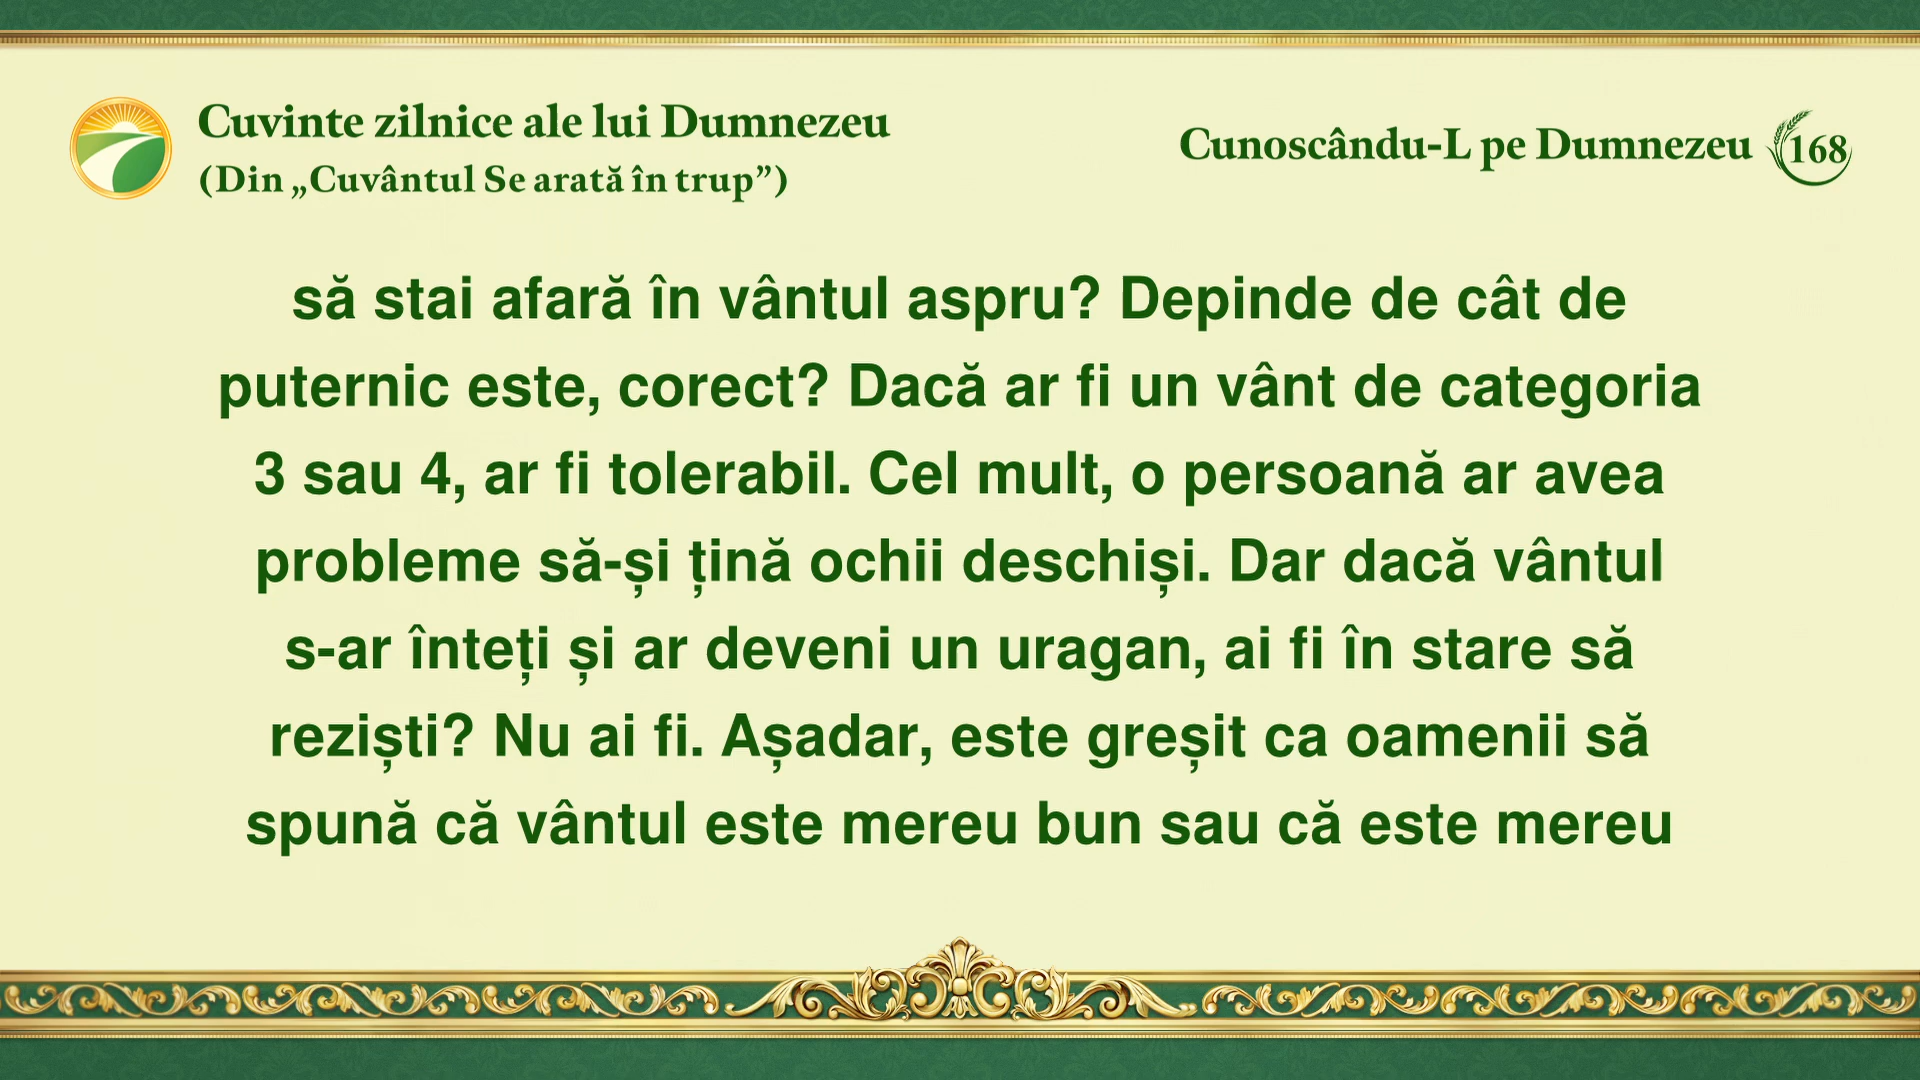 Cuvinte zilnice ale lui Dumnezeu
(Din „Cuvântul Se arată în trup”)
Cunoscându-L pe Dumnezeu 168
să stai afară în vântul aspru? Depinde de cât de
puternic este, corect? Dacă ar fi un vânt de categoria
3 sau 4, ar fi tolerabil. Cel mult, o persoană ar avea
probleme să-și țină ochii deschiși. Dar dacă vântul
s-ar înteți și ar deveni un uragan, ai fi în stare să
reziști? Nu ai fi. Așadar, este greșit ca oamenii să
spună că vântul este mereu bun sau că este mereu